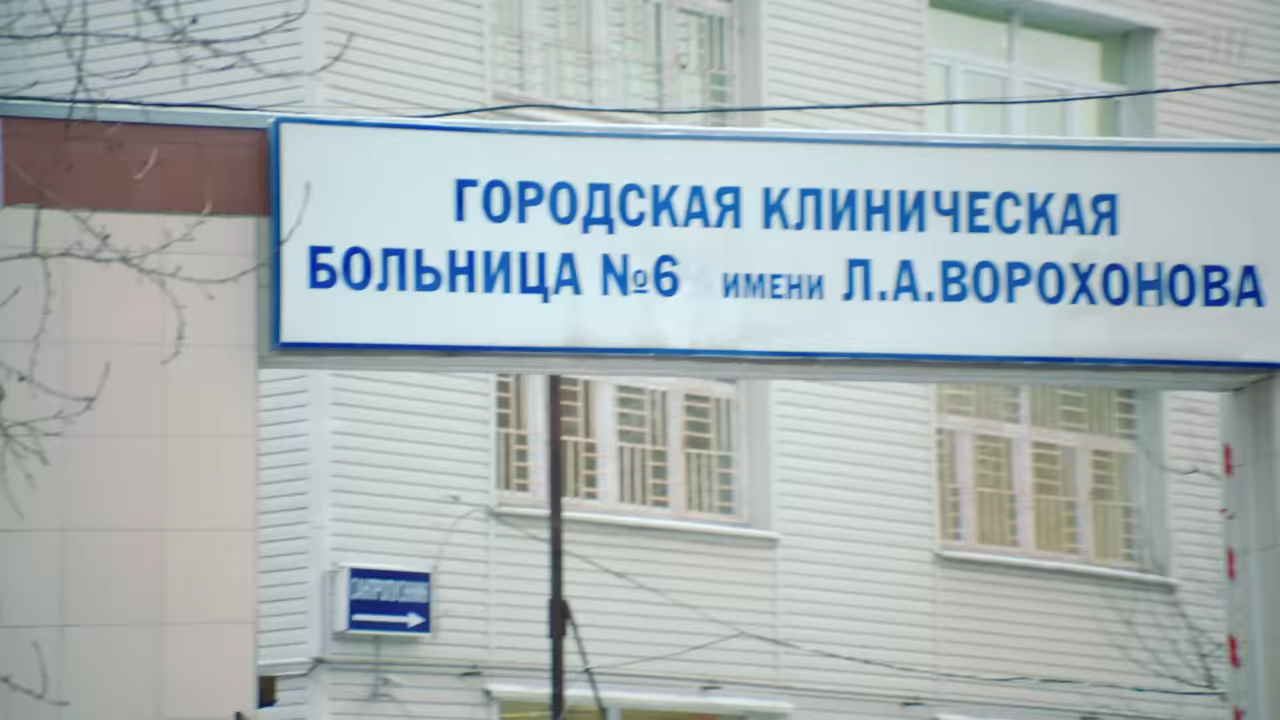 ГОРОДСКАЯ КЛИНИЧЕСКАЯ
БОЛЬНИЦА №6 ИМЕНИ Л.А.ВОРОХОНОВА